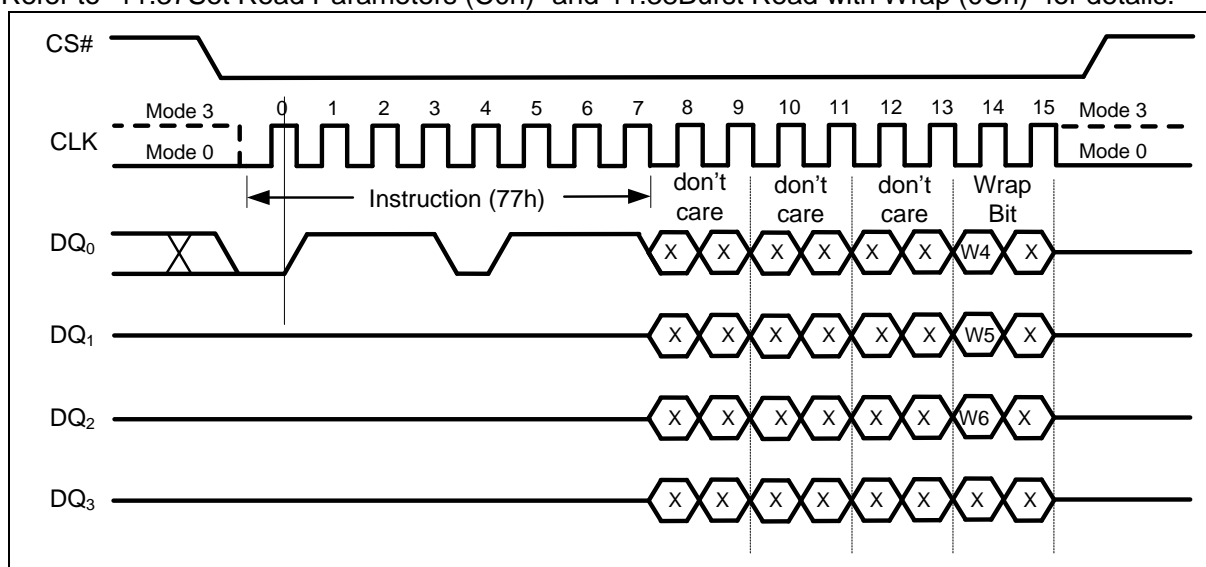 Refer to "11.37Set Read Parameters (C0h)" and"11.38Burst Read with Wrap (0Ch)" for details.
CS#
Mode 3 0 1 2 3 4 5 6 7 8 9 10 11 12 13 14 15 Mode 3
CLK
Mode 0 Mode 0
Instruction (77h) don't care don't care don't care Wrap Bit
DQ0 X X X X X X W4 X
DQ1 X X X X X X W5 X
DQ2 X X X X X X W6 X
DQ3 X X X X X X X X